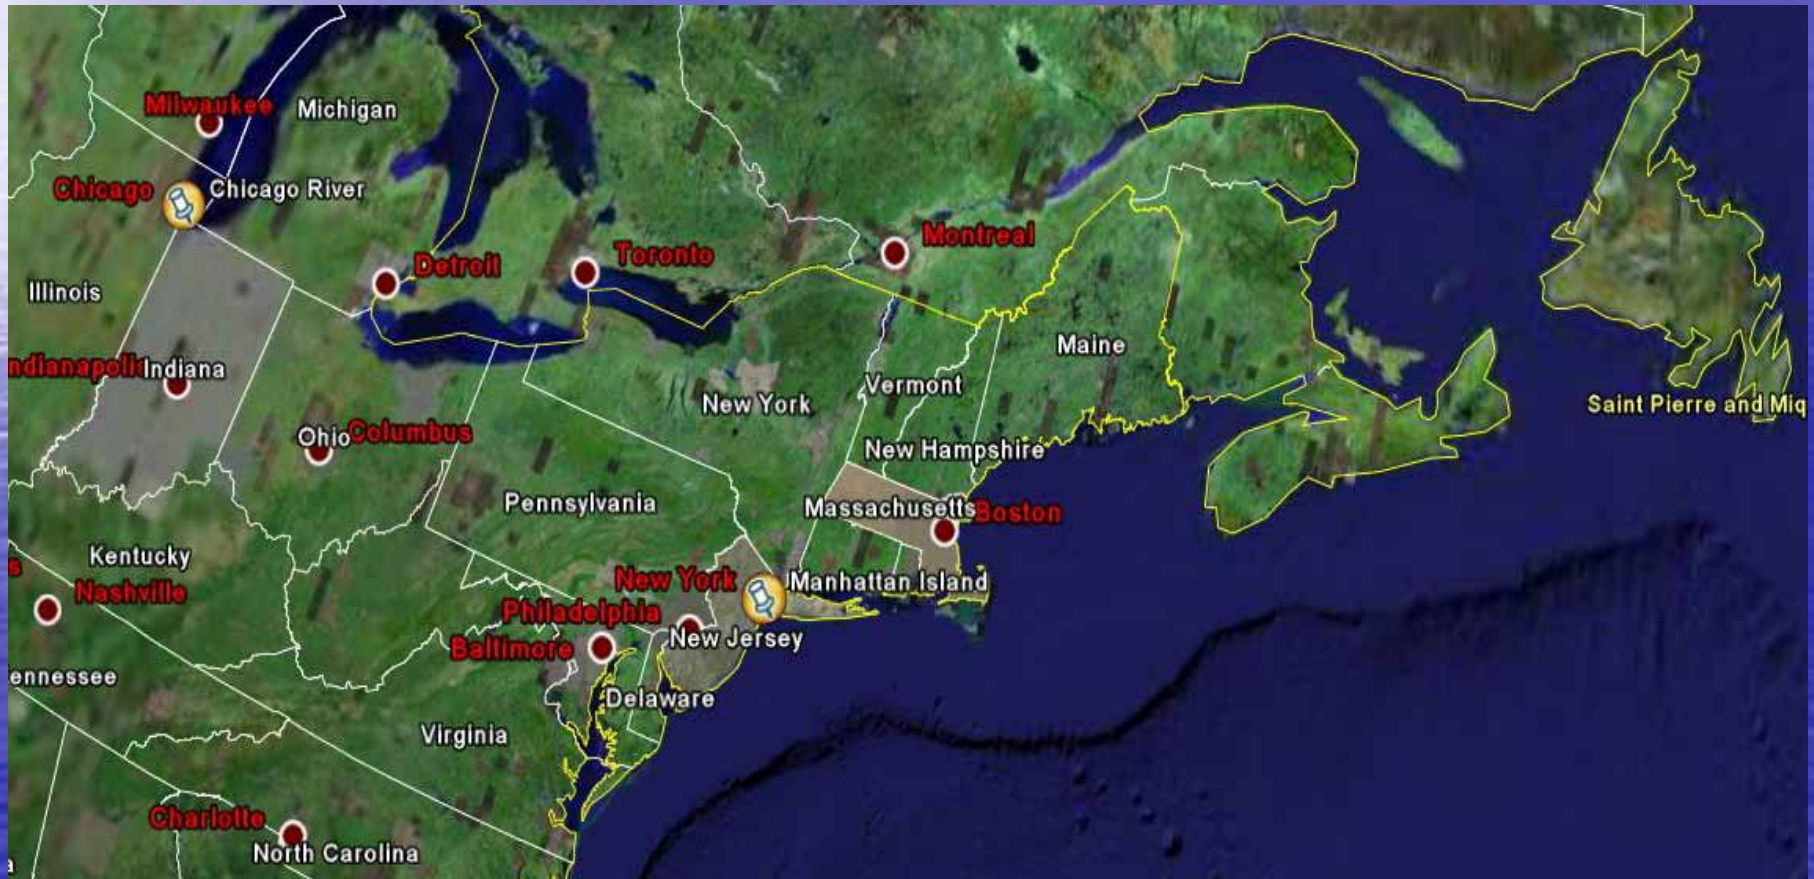 Milwaukee
Michigan
Chicago
Chicago River
Montreal
Detroit
Toronto
Illinois
Maine
ndianapolis
Indiana
Vermont
New York
Saint Pierre and Miq
Ohio
Columbus
New Hampshire
Pennsylvania
Massachusetts
Boston
Kentucky
s
Nashville
New York
Manhattan Island
Philadelphia
Baltimore
New Jersey
ennessee
Delaware
Virginia
Charlotte
North Carolina
a